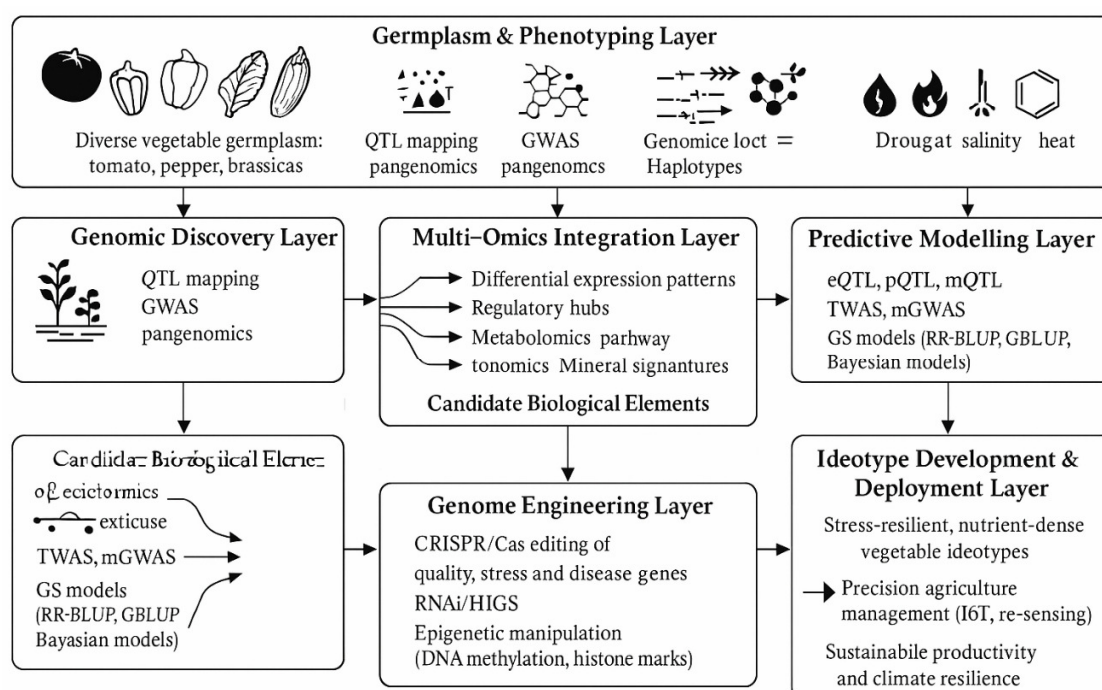 Germplasm & Phenotyping Layer
Diverse vegetable germplasm:
tomato, pepper, brassicas
T
QTL mapping
pangenomics
GWAS
pangenomcs
Genomice loct =
Haplotypes
Drougat salinity heat
Genomic Discovery Layer
QTL mapping
GWAS
pangenomics
Multi–Omics Integration Layer
Differential expression patterns
Regulatory hubs
Metabolomics parhway
tonomics Mineral signantures
Candidate Biological Elements
Predictive Modelling Layer
eQTL, pQTL, mQTL
TWAS, mGWAS
GS models (RR-BLUP, GBLUP,
Bayesian models)
exticuse
TWAS, mGWAS
GS models
(RR-BLUP, GBLUP
Bayasian models)
Genome Engineering Layer
CRISPR/Cas editing of
quality, stress and disease genes
RNAi/HIGS
Epigenetic manipulation
(DNA methylation, histone marks)
Ideotype Development &
Deployment Layer
Stress-resilient, nutrient-dense
vegetable ideotypes
Precision agriculture
management (I6T, re-sensing)
Sustainabile productivity
and climate resilience